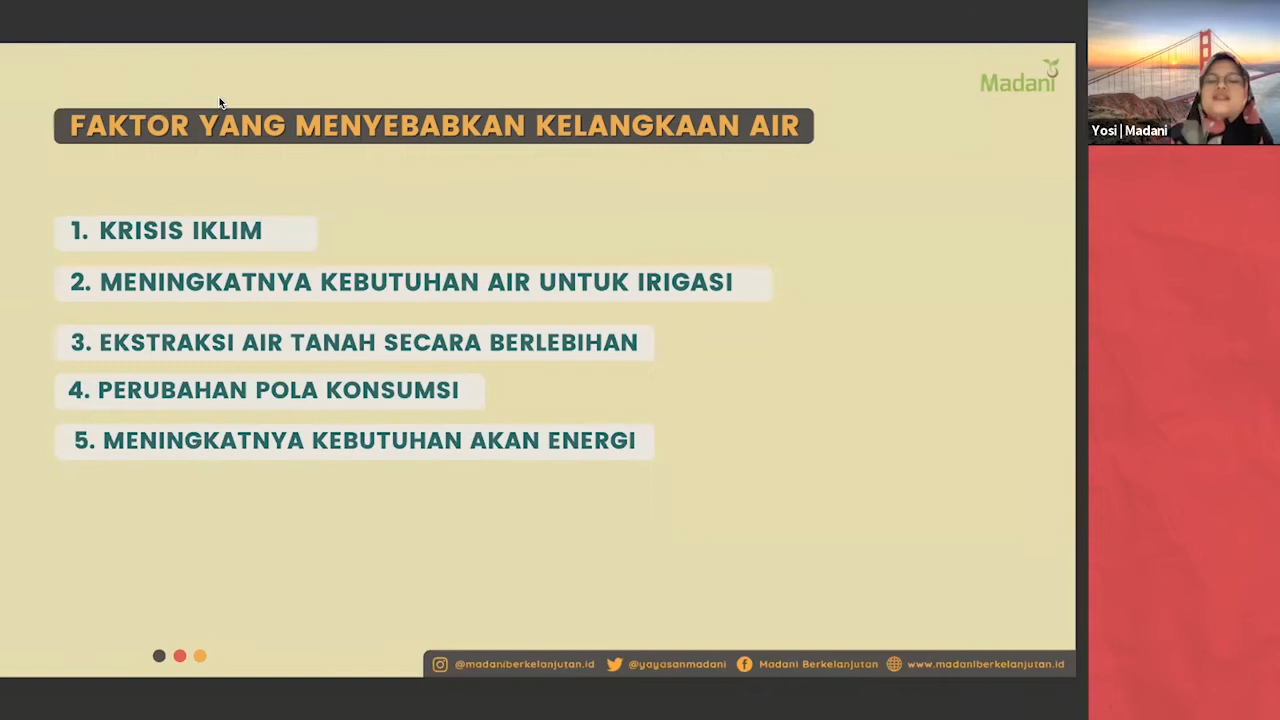 Madani
FAKTOR YANG MENYEBABKAN KELANGKAAN AIR
Yosi | Madani
1. KRISIS IKLIM
2. MENINGKATNYA KEBUTUHAN AIR UNTUK IRIGASI
3. EKSTRAKSI AIR TANAH SECARA BERLEBIHAN
4. PERUBAHAN POLA KONSUMSI
5. MENINGKATNYA KEBUTUHAN AKAN ENERGI
@madaniberkelanjutan.id @yayasanmadani Madani Berkelanjutan www.madaniberkelanjutan.id